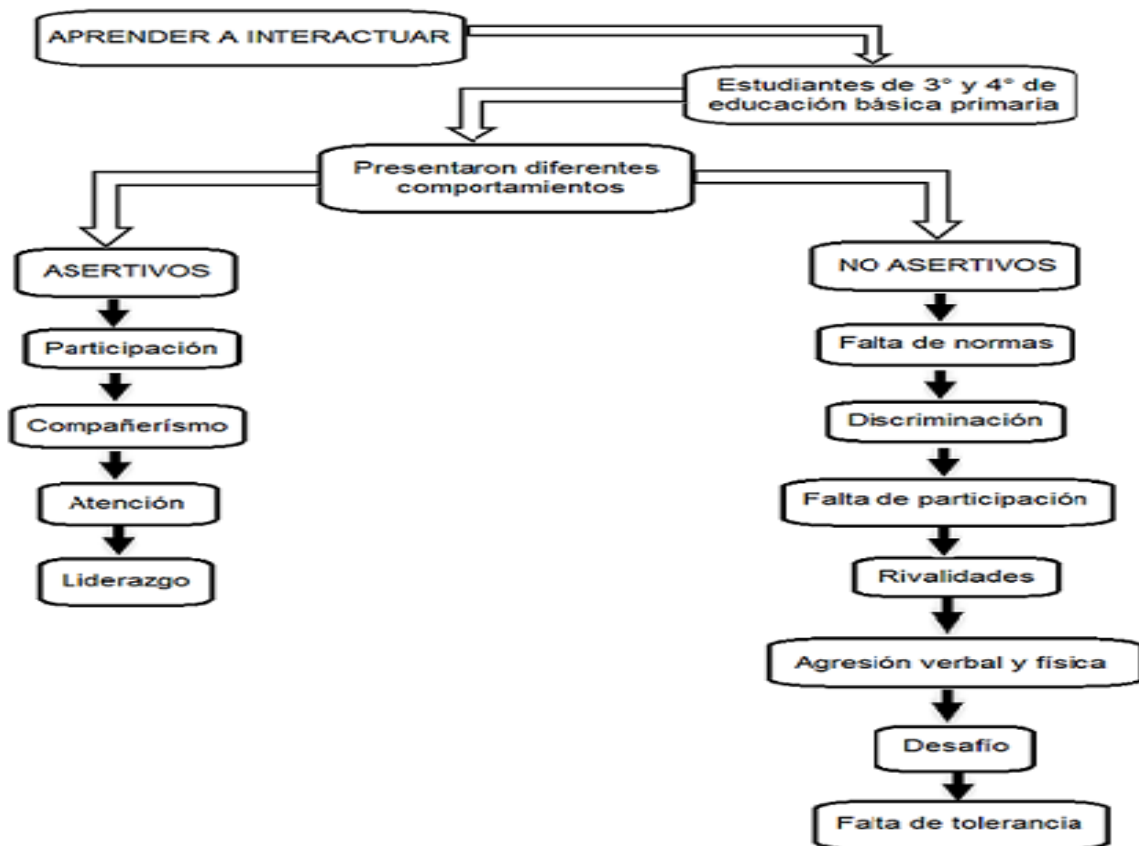 APRENDER A INTERACTUAR
Estudiantes de 3° y 4° de
educación básica primaria
Presentaron diferentes
comportamientos
ASERTIVOS
Participación
Compañerísmo
Atención
Liderazgo
NO ASERTIVOS
Falta de normas
Discriminación
Falta de participación
Rivalidades
Agresión verbal y física
Desafío
Falta de tolerancia